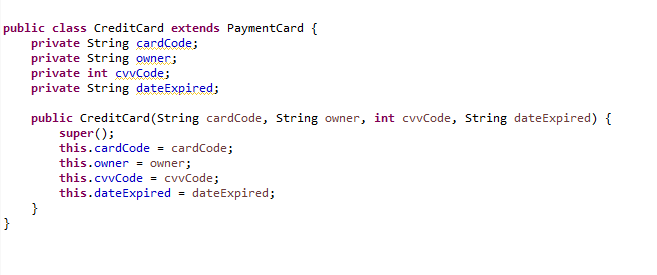 public class CreditCard extends PaymentCard {
    private String cardCode;
    private String owner;
    private int cvvCode;
    private String dateExpired;
    public CreditCard(String cardCode, String owner, int cvvCode, String dateExpired) {
        super();
        this.cardCode = cardCode;
        this.owner = owner;
        this.cvvCode = cvvCode;
        this.dateExpired = dateExpired;
    }
}